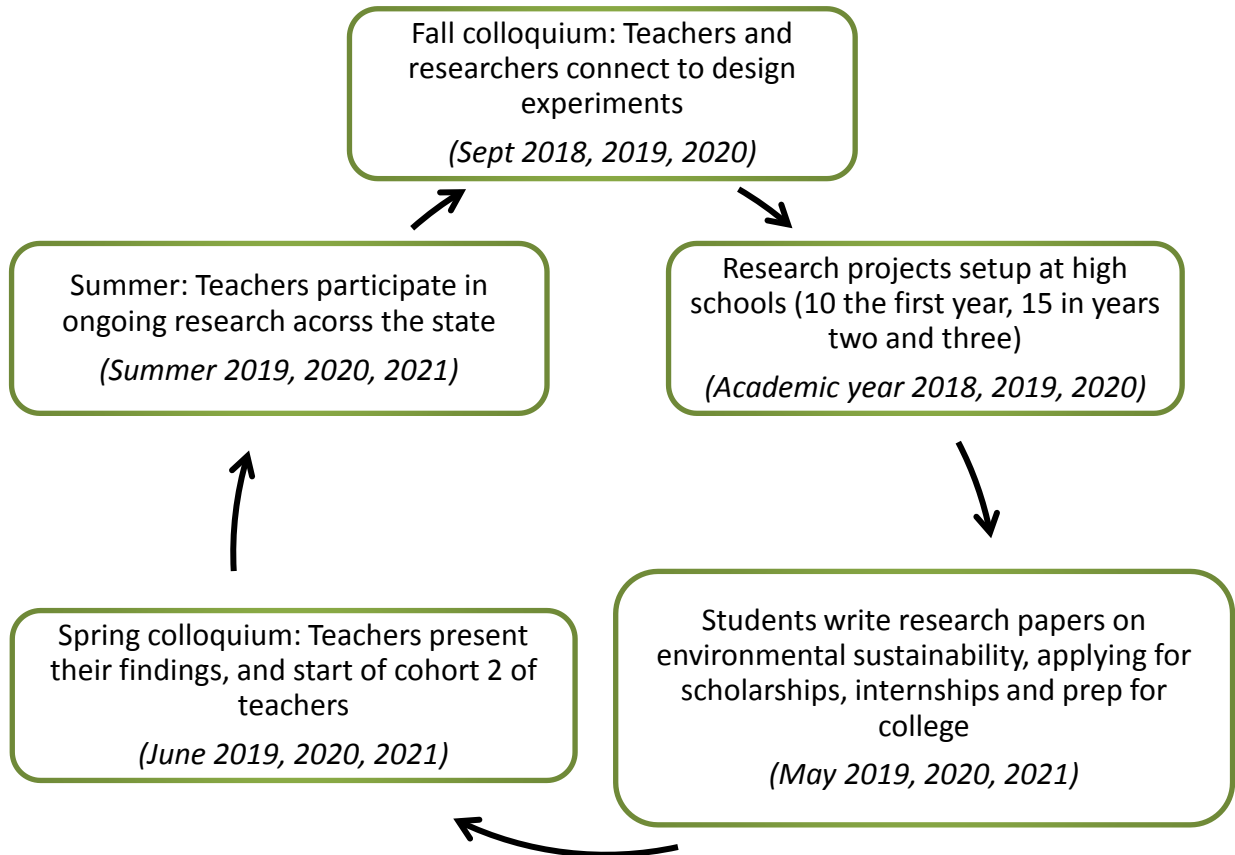 Fall colloquium: Teachers and
researchers connect to design
experiments
(Sept 2018, 2019, 2020)
Research projects setup at high
schools (10 the first year, 15 in years
two and three)
(Academic year 2018, 2019, 2020)
Students write research papers on
environmental sustainability, applying for
scholarships, internships and prep for
college
(May 2019, 2020, 2021)
Spring colloquium: Teachers present
their findings, and start of cohort 2 of
teachers
(June 2019, 2020, 2021)
Summer: Teachers participate in
ongoing research acorss the state
(Summer 2019, 2020, 2021)